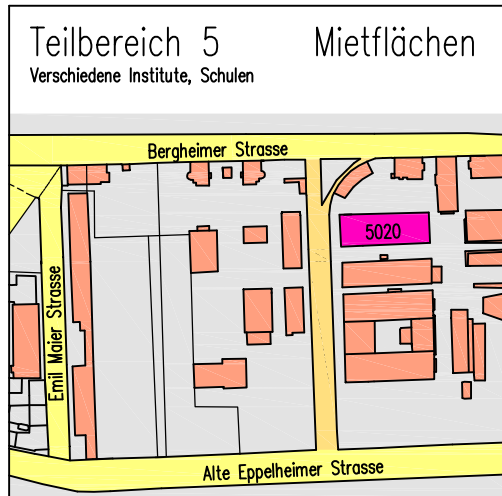 Teilbereich 5 Mietflächen
Verschiedene Institute, Schulen
Bergheimer Strasse
5020
Emil Maier Strasse
Alte Eppelheimer Strasse